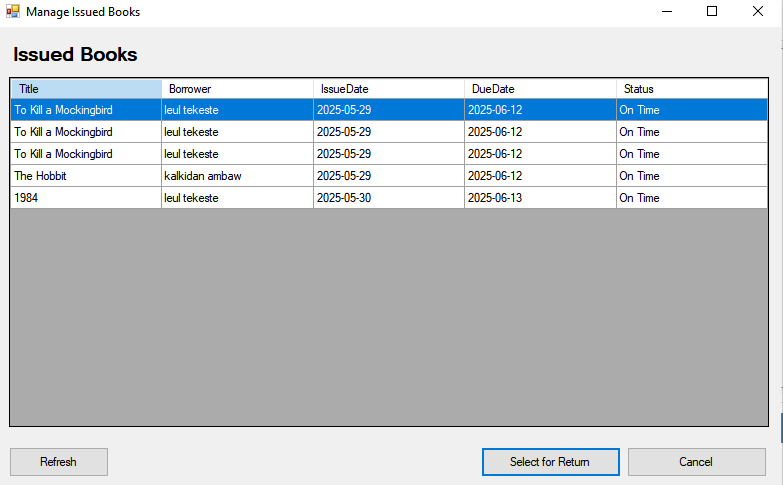 Manage Issued Books
Issued Books
Title Borrower IssueDate DueDate Status
To Kill a Mockingbird leul tekeste 2025-05-29 2025-06-12 On Time
To Kill a Mockingbird leul tekeste 2025-05-29 2025-06-12 On Time
To Kill a Mockingbird leul tekeste 2025-05-29 2025-06-12 On Time
The Hobbit kalkidan ambaw 2025-05-29 2025-06-12 On Time
1984 leul tekeste 2025-05-30 2025-06-13 On Time
Refresh Select for Return Cancel